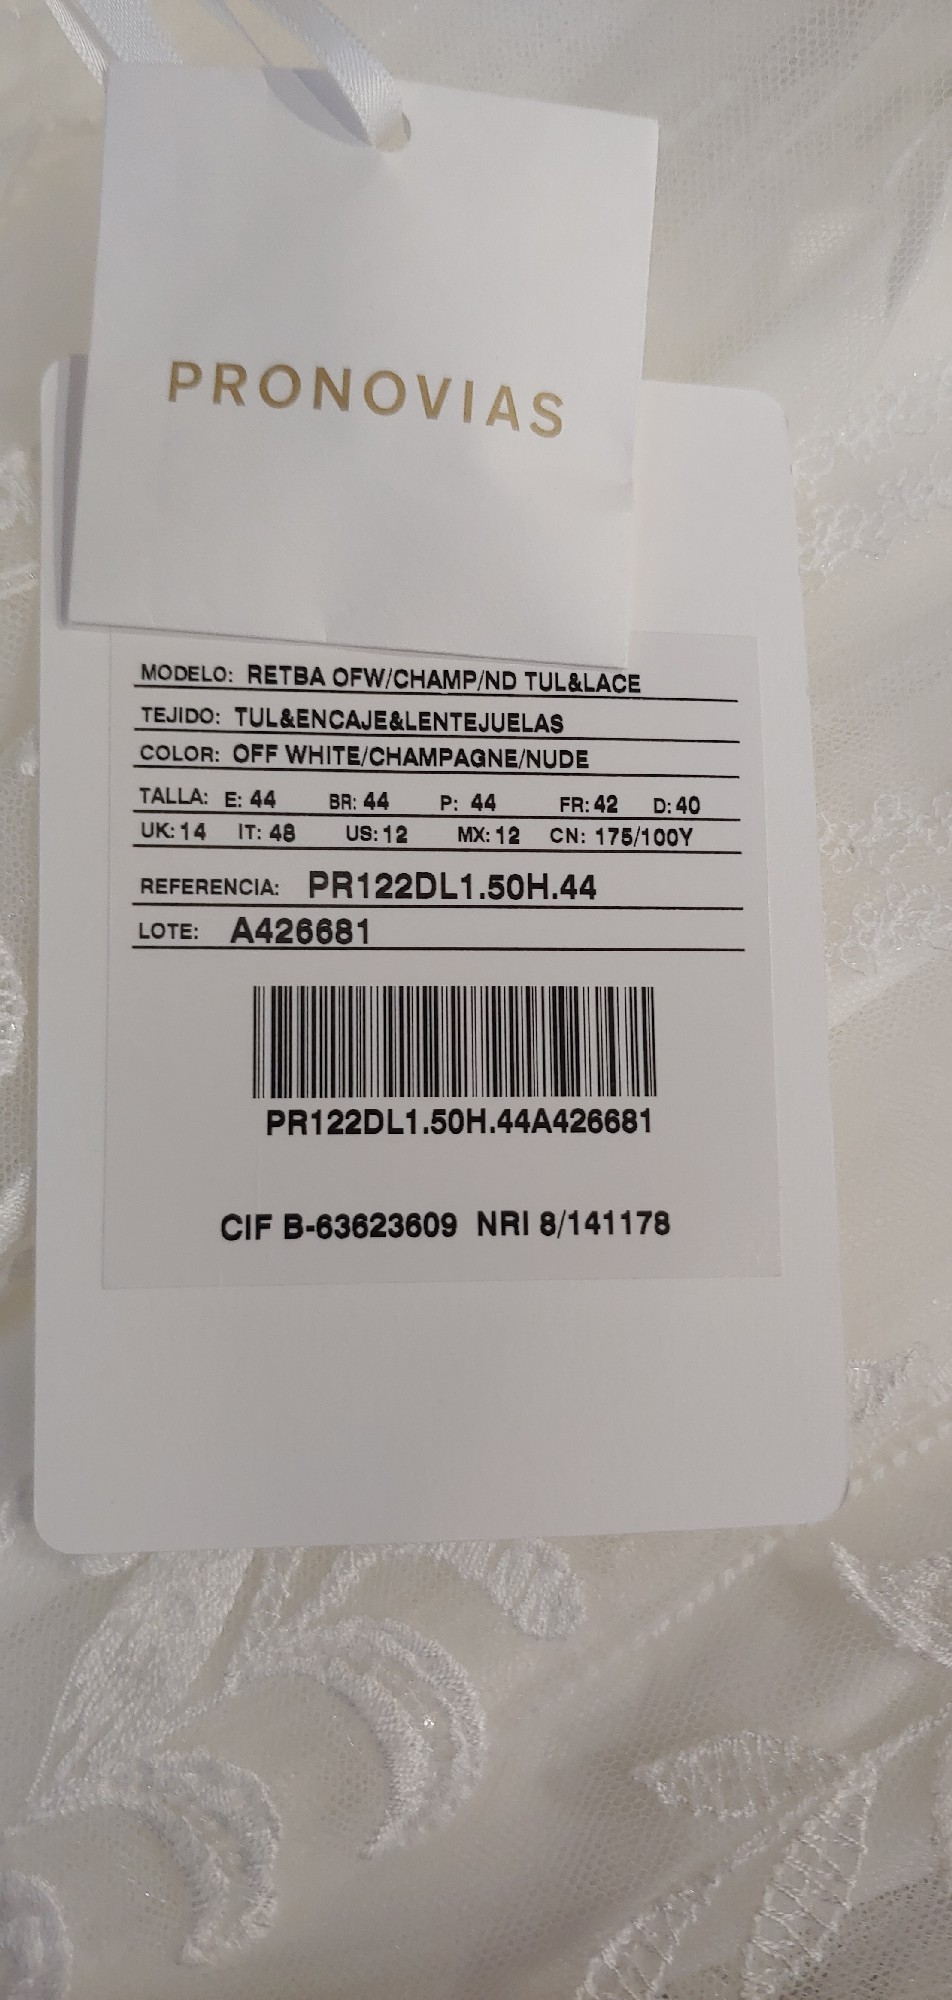 PRONOVIAS
MODELO: RETBA OFW/CHAMP/ND TUL&LACE
TEJIDO: TUL&ENCAJE&LENTEJUELAS
COLOR: OFF WHITE/CHAMPAGNE/NUDE
TALLA: E: 44 BR: 44 P: 44 FR: 42 D: 40
UK: 14 IT: 48 US: 12 MX: 12 CN: 175/100Y
REFERENCIA: PR122DL1.50H.44
LOTE: A426681
PR122DL1.50H.44A426681
CIF B-63623609 NRI 8/141178